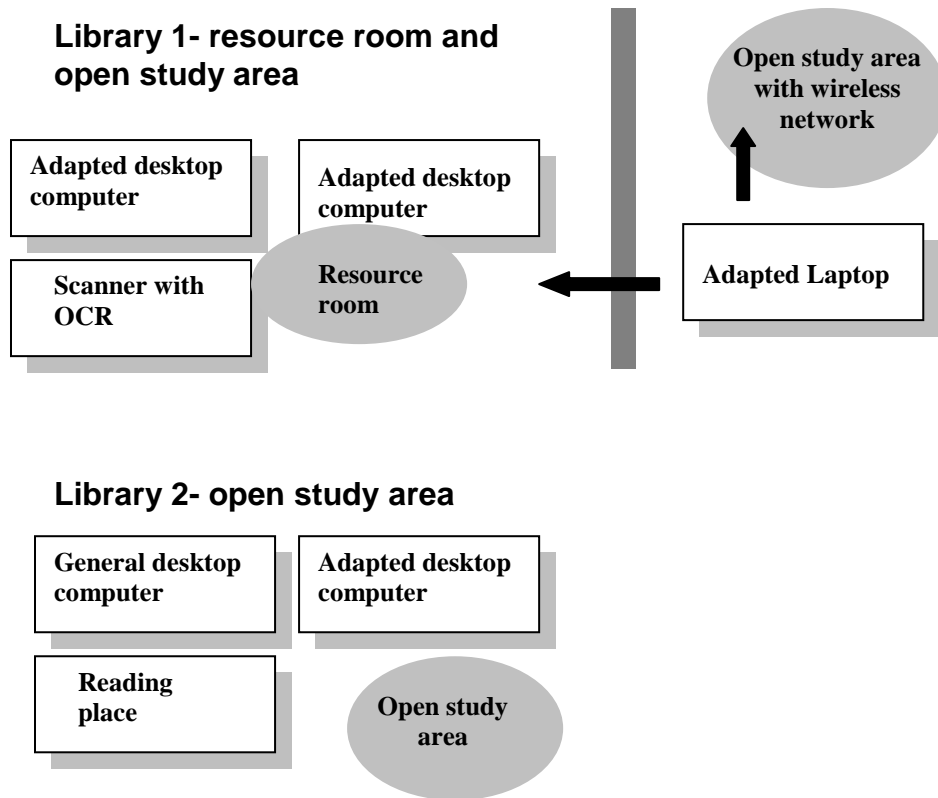 Library 1- resource room and
open study area
Open study area
with wireless
network
Adapted desktop
computer
Adapted desktop
computer
Adapted Laptop
Scanner with
OCR
Resource
room
Library 2- open study area
General desktop
computer
Adapted desktop
computer
Reading
place
Open study
area